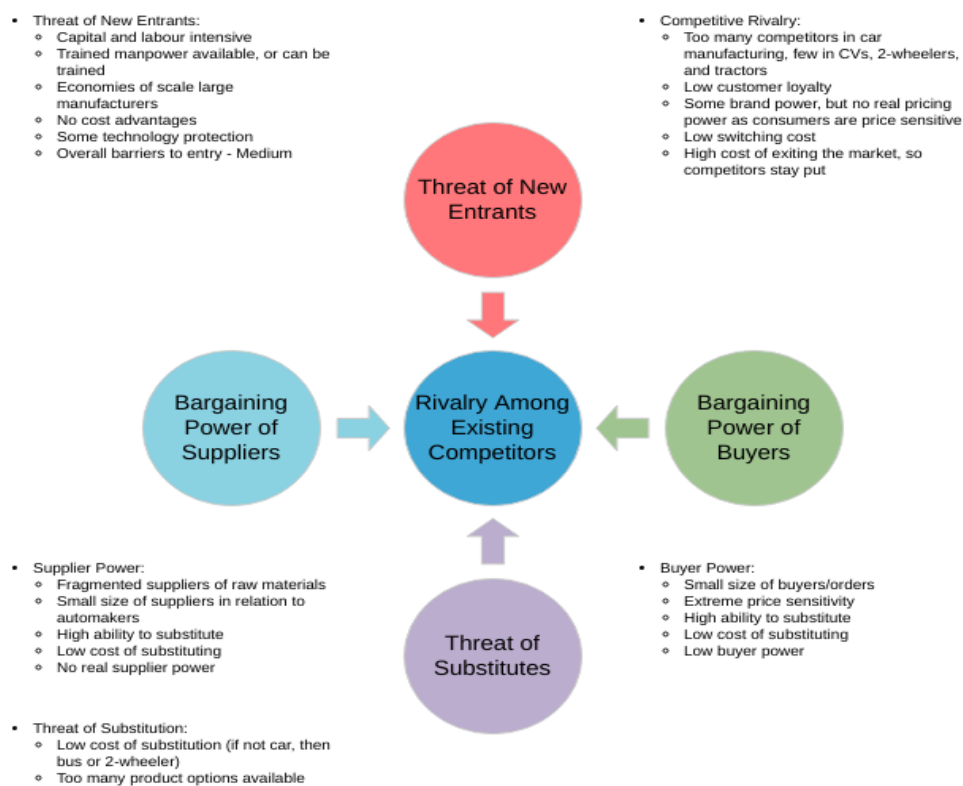 • Threat of New Entrants:
∘ Capital and labour intensive
∘ Trained manpower available, or can be
trained
∘ Economies of scale large
manufacturers
∘ No cost advantages
∘ Some technology protection
∘ Overall barriers to entry - Medium
• Competitive Rivalry:
∘ Too many competitors in car
manufacturing, few in CVs, 2-wheelers,
and tractors
∘ Low customer loyalty
∘ Some brand power, but no real pricing
power as consumers are price sensitive
∘ Low switching cost
∘ High cost of exiting the market, so
competitors stay put
Threat of New
Entrants
Bargaining
Power of
Suppliers
Rivalry Among
Existing
Competitors
Bargaining
Power of
Buyers
Threat of
Substitutes
• Supplier Power:
∘ Fragmented suppliers of raw materials
∘ Small size of suppliers in relation to
automakers
∘ High ability to substitute
∘ Low cost of substituting
∘ No real supplier power
• Buyer Power:
∘ Small size of buyers/orders
∘ Extreme price sensitivity
∘ High ability to substitute
∘ Low cost of substituting
∘ Low buyer power
• Threat of Substitution:
∘ Low cost of substitution (if not car, then
bus or 2-wheeler)
∘ Too many product options available